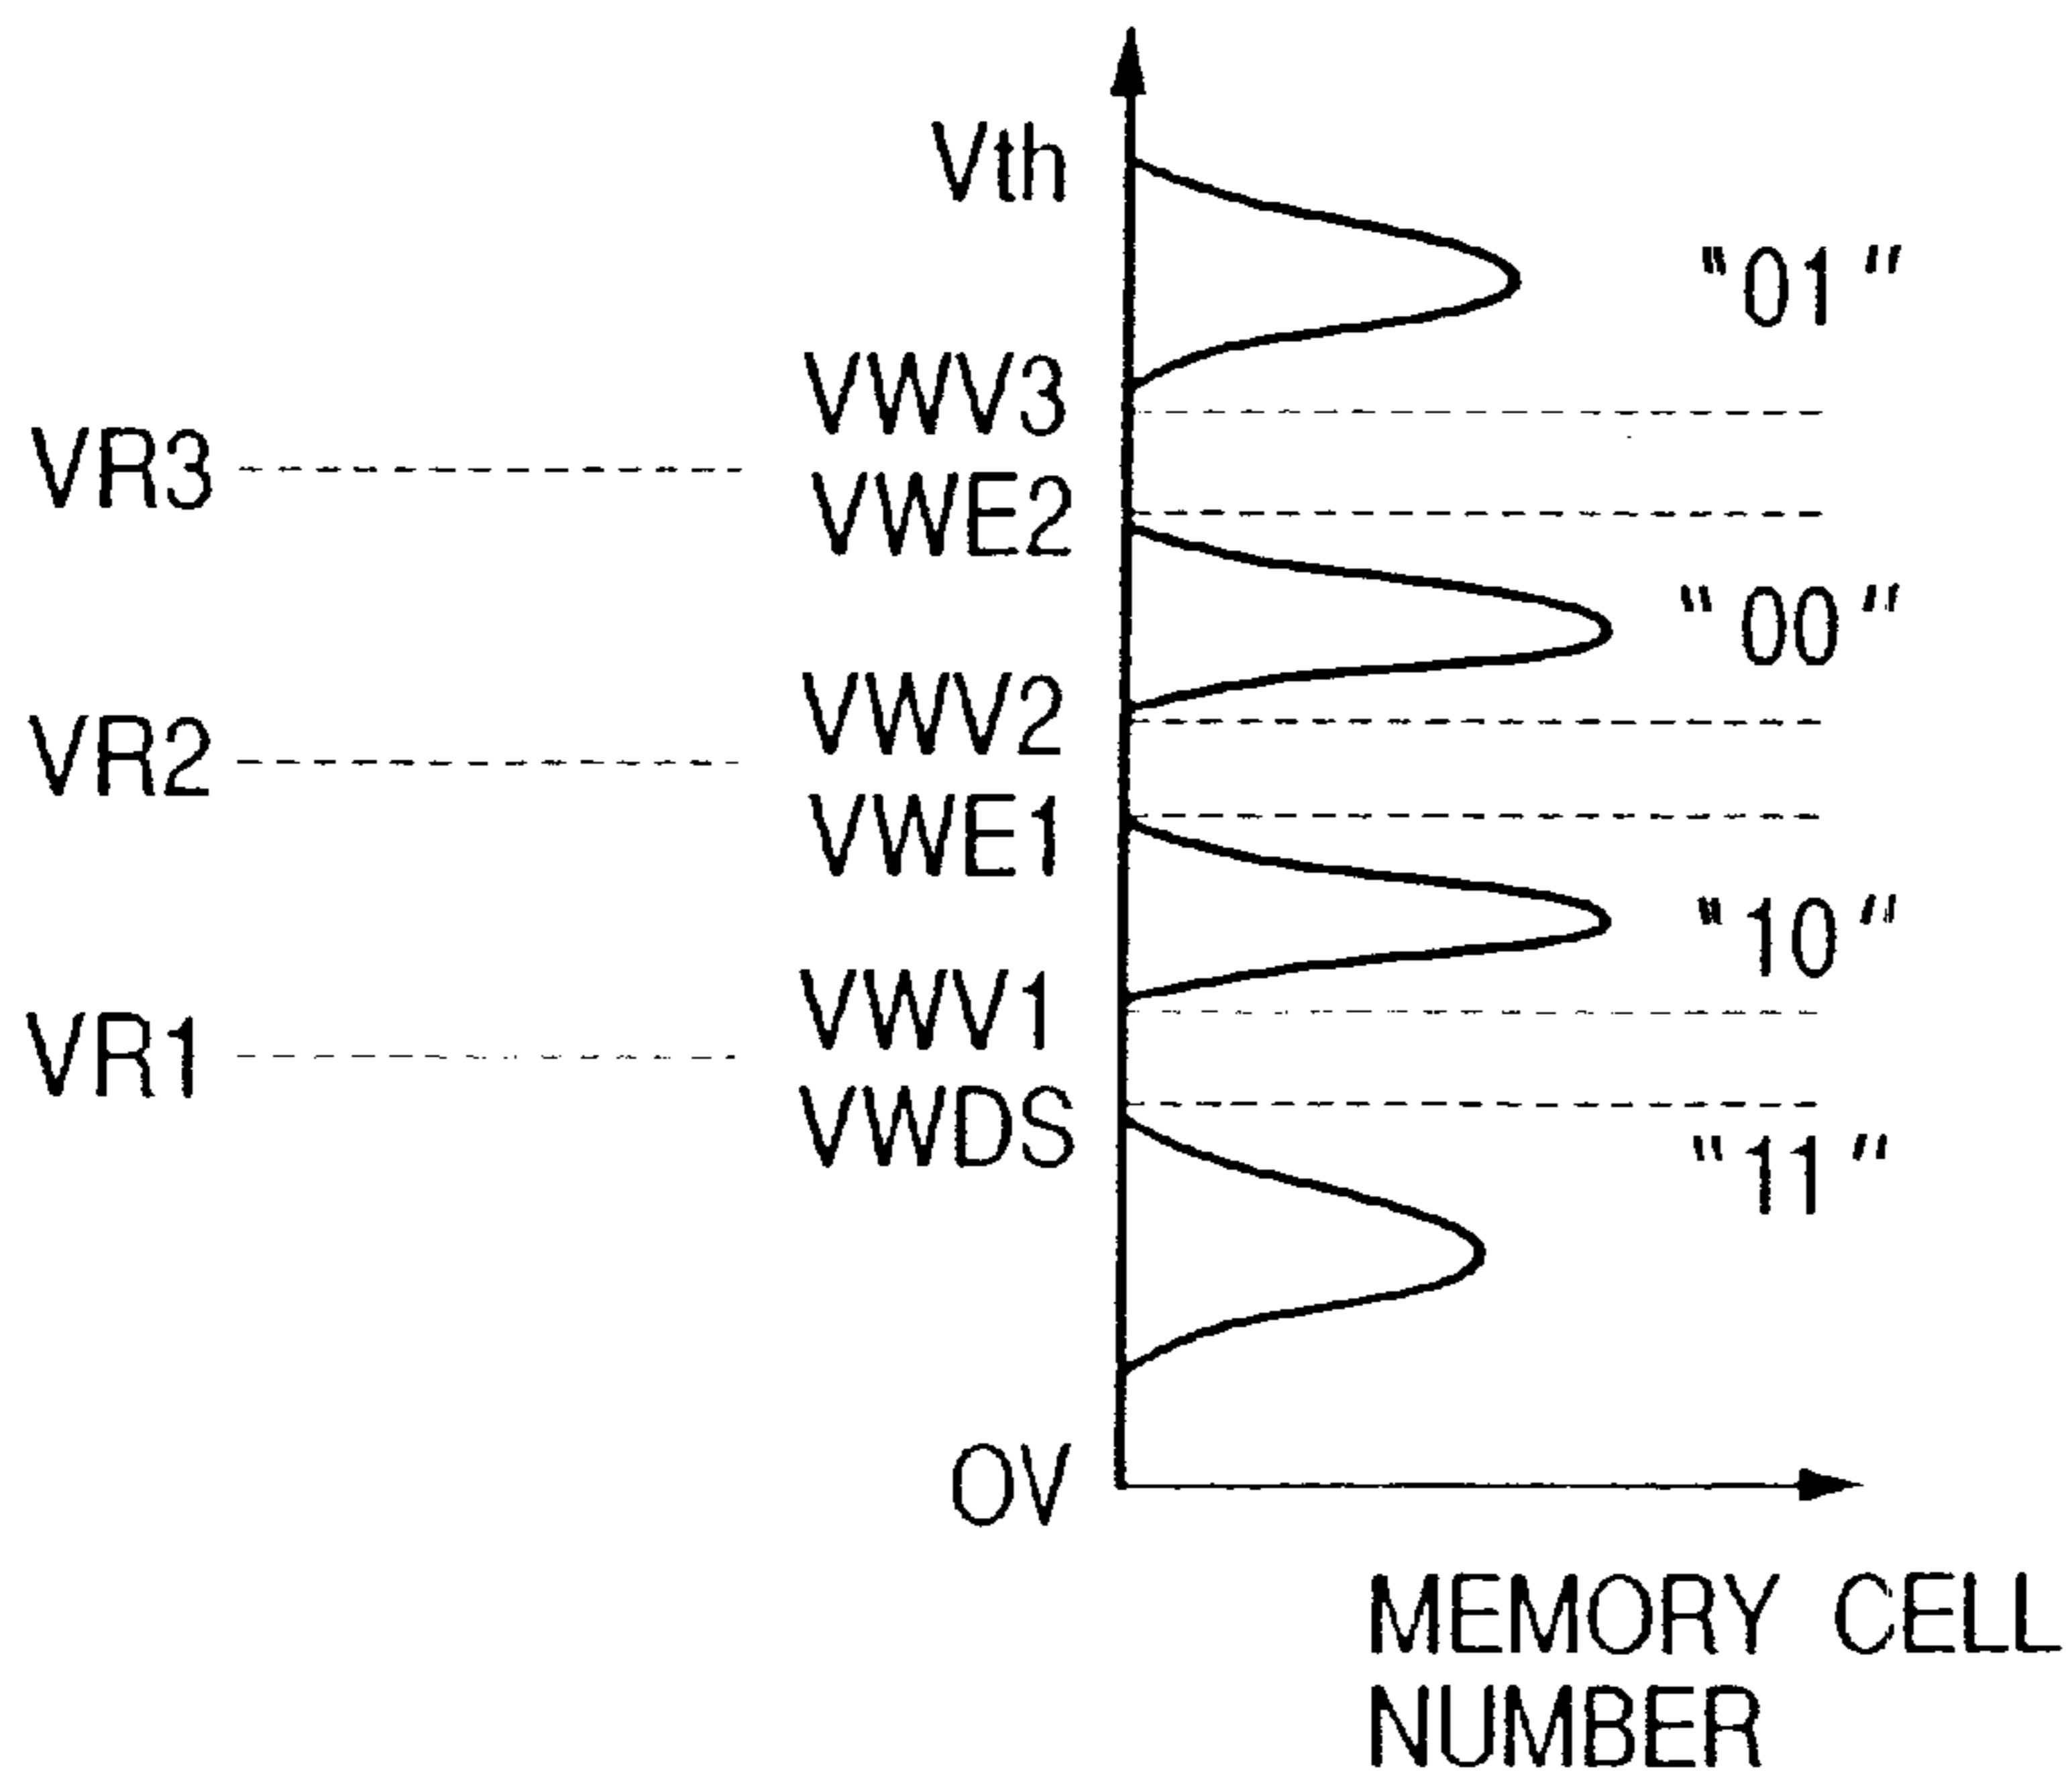 Vth
"01"
VWV3
VR3
VWE2
"00"
VWV2
VR2
VWE1
"10"
VWV1
VR1
VWDS
"11"
0V
MEMORY CELL
NUMBER